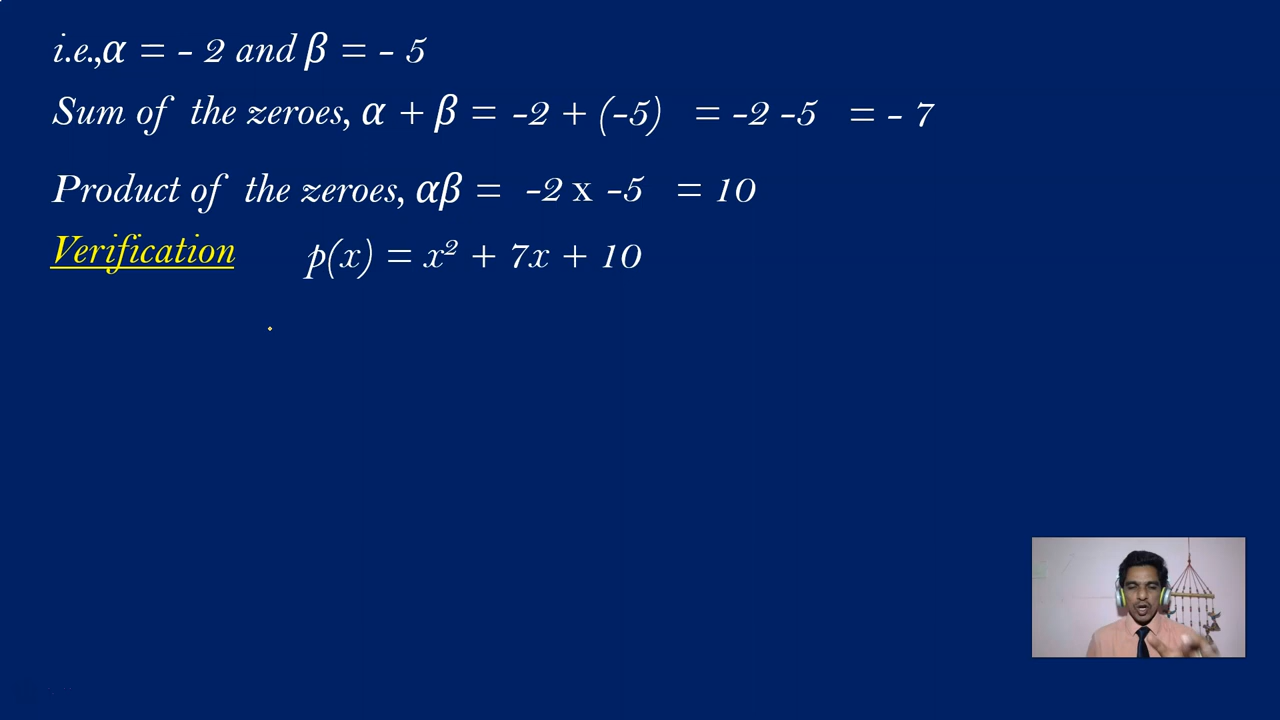 i.e.,α = - 2 and β = - 5
Sum of the zeroes, α + β = -2 + (-5) = -2 -5 = - 7
Product of the zeroes, αβ = -2 x -5 = 10
Verification p(x) = x² + 7x + 10